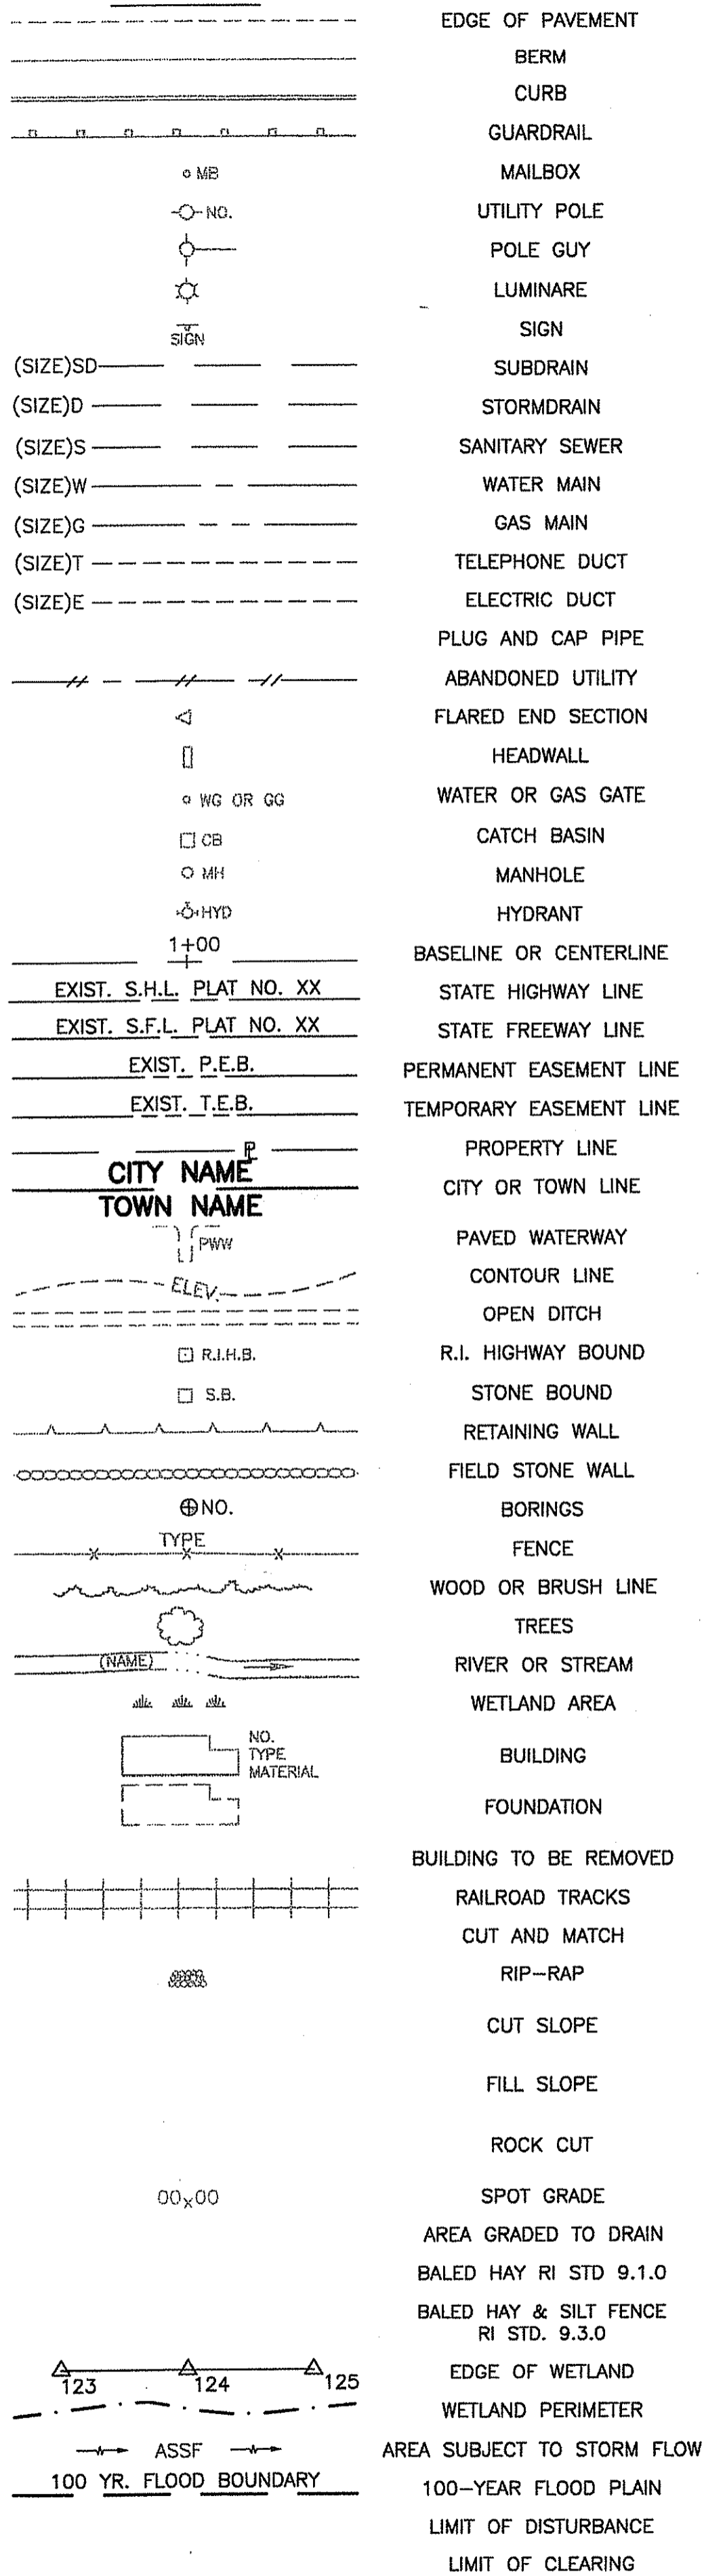 EDGE OF PAVEMENT
BERM
CURB
GUARDRAIL
MB MAILBOX
NO. UTILITY POLE
POLE GUY
LUMINARE
SIGN SIGN
(SIZE)SD SUBDRAIN
(SIZE)D STORMDRAIN
(SIZE)S SANITARY SEWER
(SIZE)W WATER MAIN
(SIZE)G GAS MAIN
(SIZE)T TELEPHONE DUCT
(SIZE)E ELECTRIC DUCT
PLUG AND CAP PIPE
ABANDONED UTILITY
FLARED END SECTION
HEADWALL
WG OR GG WATER OR GAS GATE
CB CATCH BASIN
MH MANHOLE
HYD HYDRANT
1+00 BASELINE OR CENTERLINE
EXIST. S.H.L. PLAT NO. XX STATE HIGHWAY LINE
EXIST. S.F.L. PLAT NO. XX STATE FREEWAY LINE
EXIST. P.E.B. PERMANENT EASEMENT LINE
EXIST. T.E.B. TEMPORARY EASEMENT LINE
PL PROPERTY LINE
CITY NAME
CITY OR TOWN LINE
TOWN NAME
PWW PAVED WATERWAY
ELEV. CONTOUR LINE
OPEN DITCH
R.I.H.B. R.I. HIGHWAY BOUND
S.B. STONE BOUND
RETAINING WALL
FIELD STONE WALL
NO. BORINGS
TYPE FENCE
WOOD OR BRUSH LINE
TREES
(NAME) RIVER OR STREAM
WETLAND AREA
NO.
TYPE BUILDING
MATERIAL
FOUNDATION
BUILDING TO BE REMOVED
RAILROAD TRACKS
CUT AND MATCH
RIP-RAP
CUT SLOPE
FILL SLOPE
ROCK CUT
00x00 SPOT GRADE
AREA GRADED TO DRAIN
BALED HAY RI STD 9.1.0
BALED HAY & SILT FENCE
RI STD. 9.3.0
123 124 125 EDGE OF WETLAND
WETLAND PERIMETER
ASSF AREA SUBJECT TO STORM FLOW
100 YR. FLOOD BOUNDARY 100-YEAR FLOOD PLAIN
LIMIT OF DISTURBANCE
LIMIT OF CLEARING